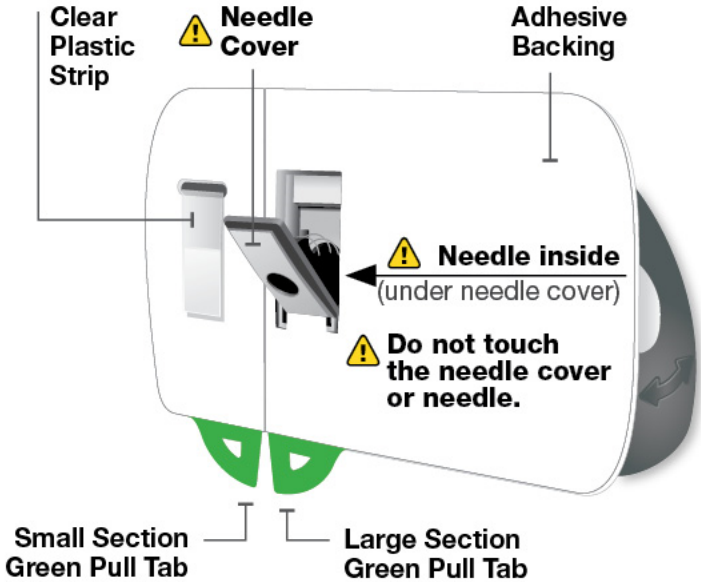 Clear
Plastic
Strip
Needle
Cover
Adhesive
Backing
Needle inside
(under needle cover)
Do not touch
the needle cover
or needle.
Small Section
Green Pull Tab
Large Section
Green Pull Tab